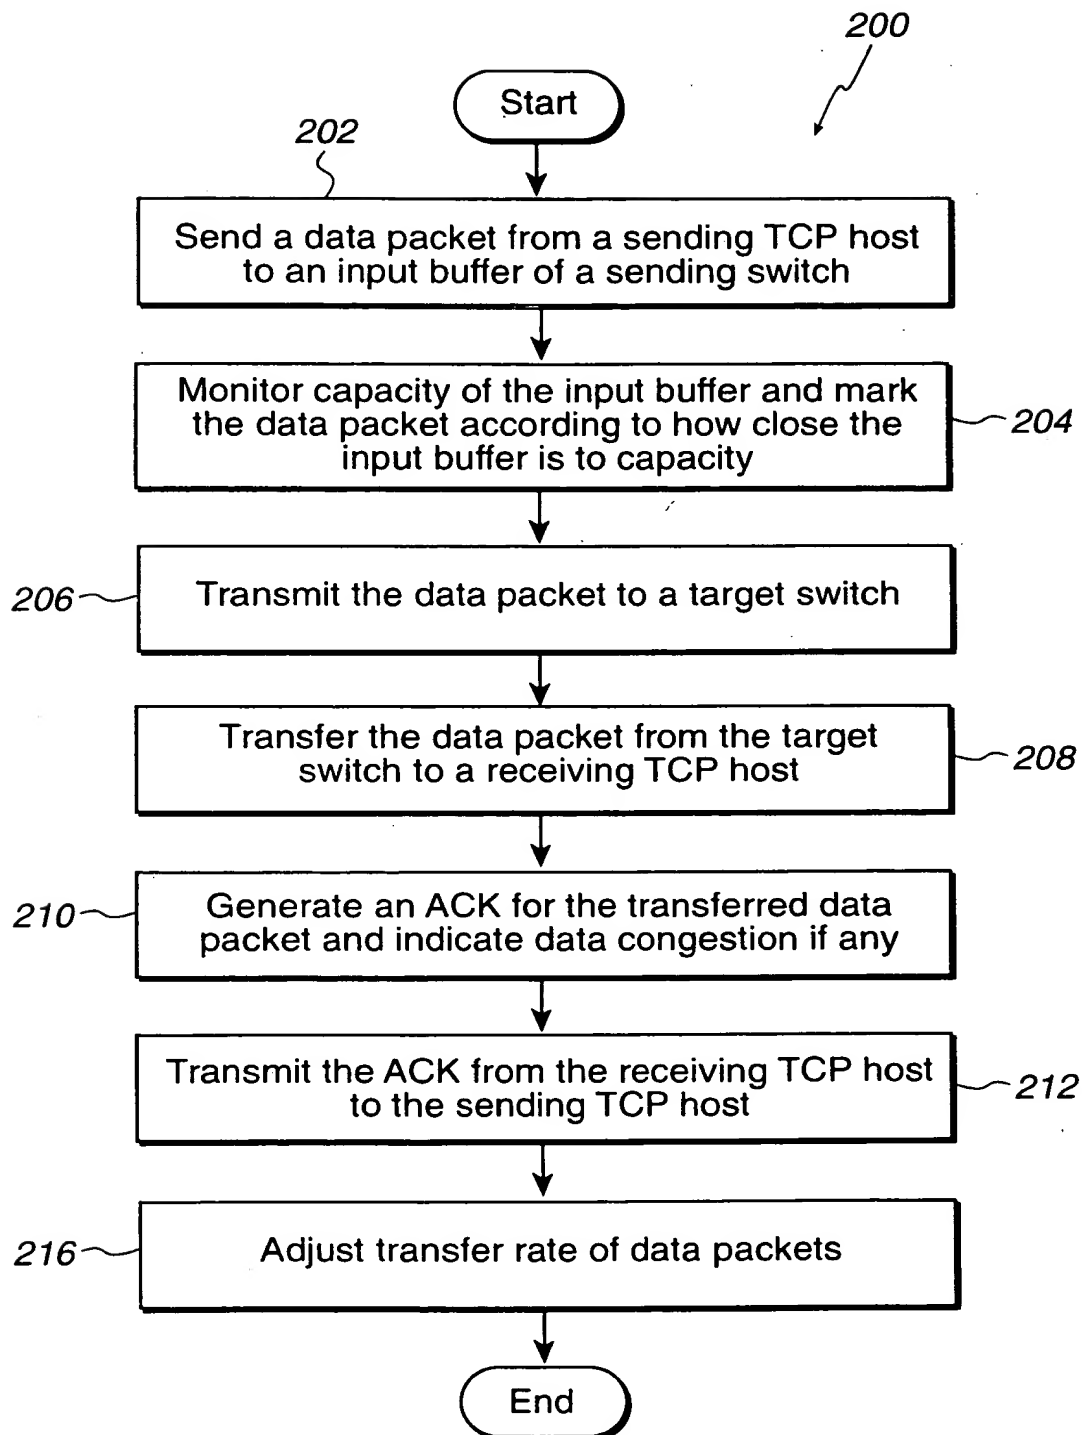 200
Start
202
Send a data packet from a sending TCP host
to an input buffer of a sending switch
Monitor capacity of the input buffer and mark
the data packet according to how close the
input buffer is to capacity
204
206
Transmit the data packet to a target switch
Transfer the data packet from the target
switch to a receiving TCP host
208
210
Generate an ACK for the transferred data
packet and indicate data congestion if any
Transmit the ACK from the receiving TCP host
to the sending TCP host
212
216
Adjust transfer rate of data packets
End